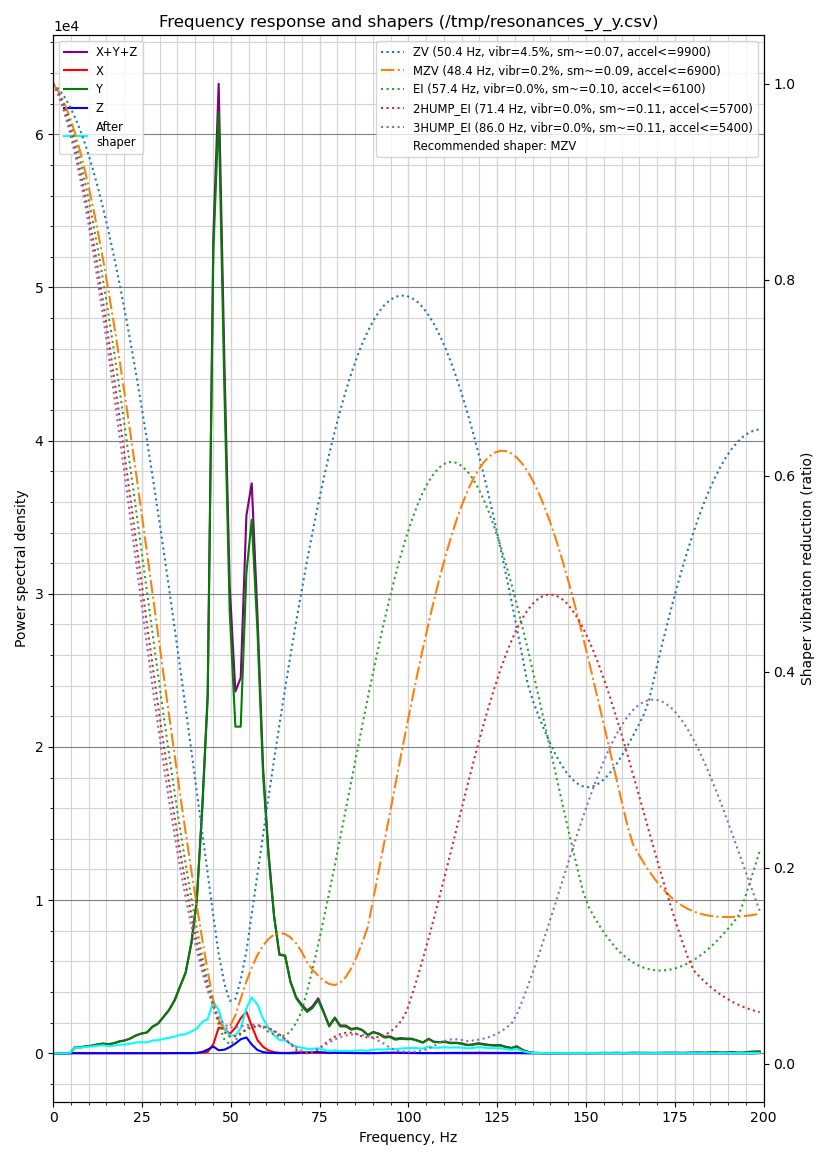 Frequency response and shapers (/tmp/resonances_y_y.csv)
1e4
X+Y+Z
X
Y
Z
After
shaper
ZV (50.4 Hz, vibr=4.5%, sm~=0.07, accel<=9900)
MZV (48.4 Hz, vibr=0.2%, sm~=0.09, accel<=6900)
EI (57.4 Hz, vibr=0.0%, sm~=0.10, accel<=6100)
2HUMP_EI (71.4 Hz, vibr=0.0%, sm~=0.11, accel<=5700)
3HUMP_EI (86.0 Hz, vibr=0.0%, sm~=0.11, accel<=5400)
Recommended shaper: MZV
6
5
4
3
2
1
0
Power spectral density
1.0
0.8
0.6
0.4
0.2
0.0
Shaper vibration reduction (ratio)
0 25 50 75 100 125 150 175 200
Frequency, Hz